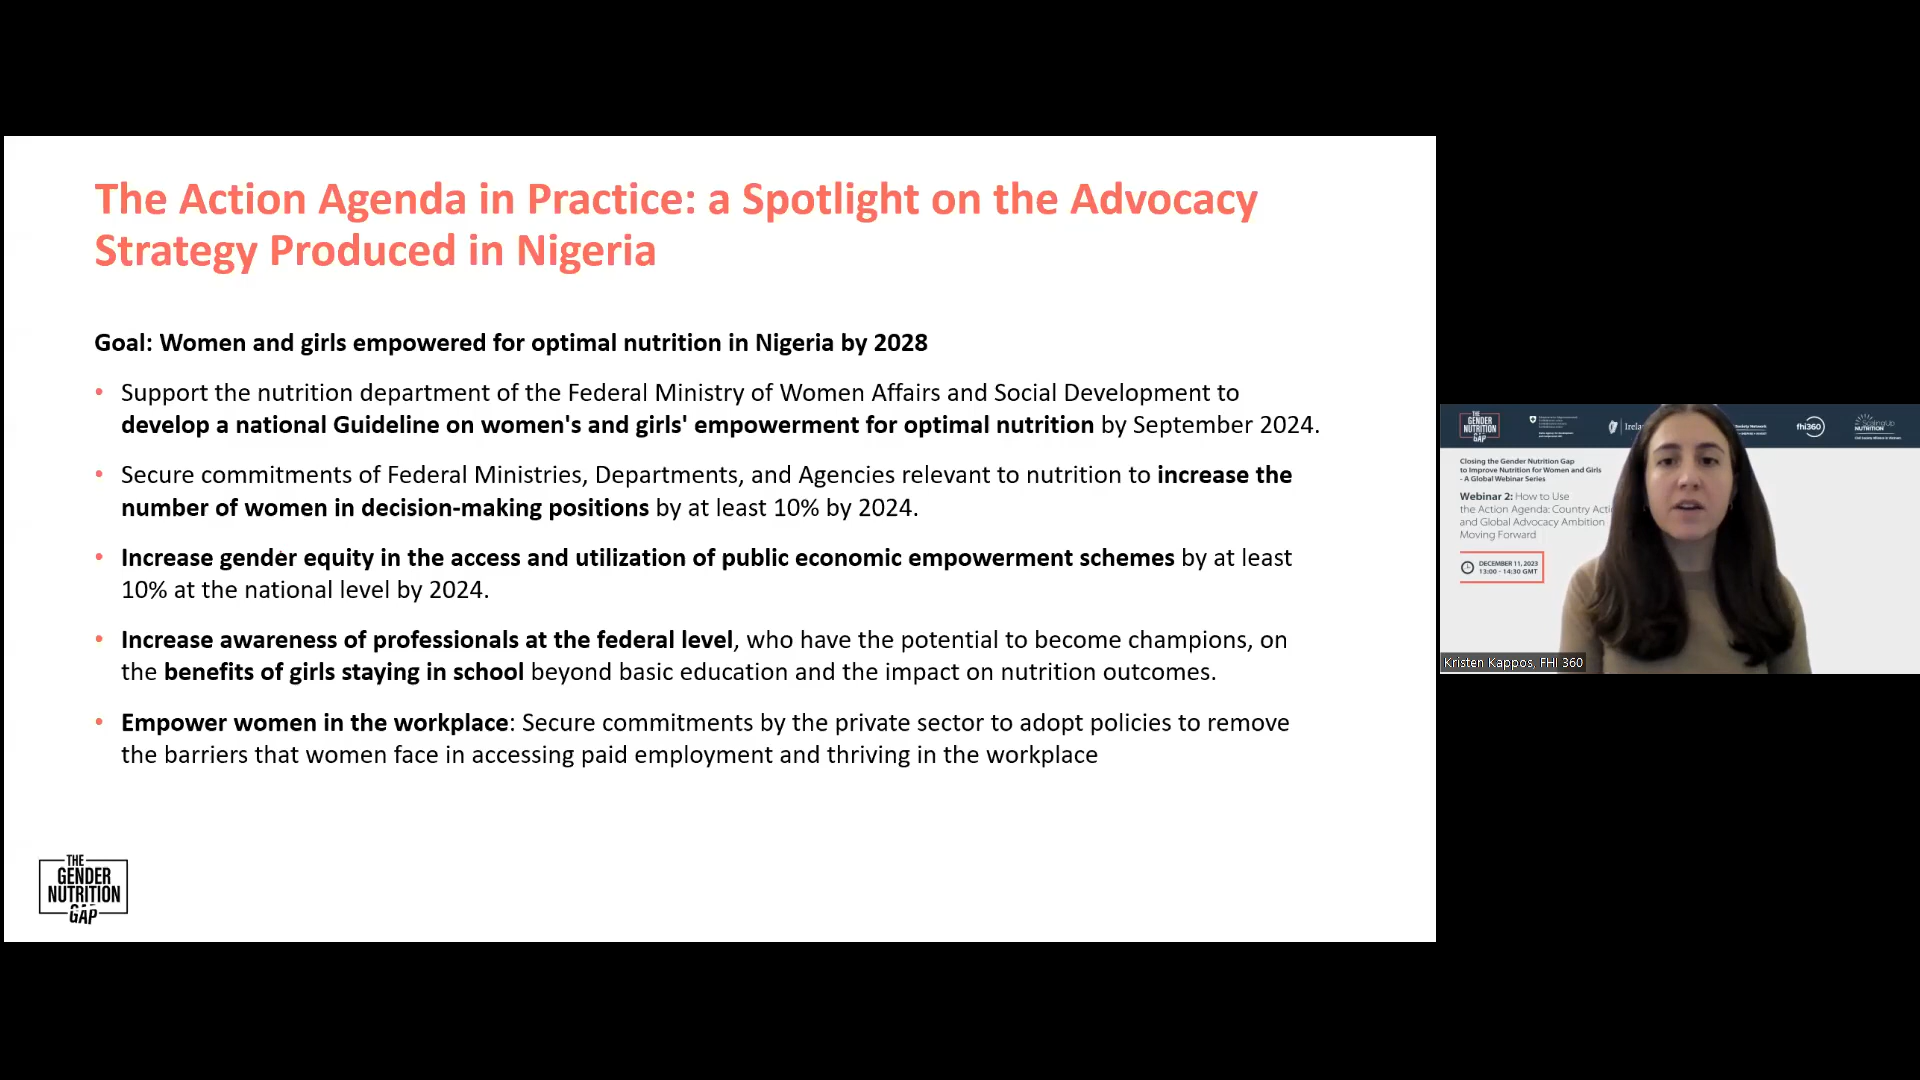 The Action Agenda in Practice: a Spotlight on the Advocacy
Strategy Produced in Nigeria
Goal: Women and girls empowered for optimal nutrition in Nigeria by 2028
• Support the nutrition department of the Federal Ministry of Women Affairs and Social Development to
develop a national Guideline on women's and girls' empowerment for optimal nutrition by September 2024.
• Secure commitments of Federal Ministries, Departments, and Agencies relevant to nutrition to increase the
number of women in decision-making positions by at least 10% by 2024.
• Increase gender equity in the access and utilization of public economic empowerment schemes by at least
10% at the national level by 2024.
• Increase awareness of professionals at the federal level, who have the potential to become champions, on
the benefits of girls staying in school beyond basic education and the impact on nutrition outcomes.
• Empower women in the workplace: Secure commitments by the private sector to adopt policies to remove
the barriers that women face in accessing paid employment and thriving in the workplace
THE
GENDER
NUTRITION
GAP
THE
GENDER
NUTRITION
GAP
fhi360
Closing the Gender Nutrition Gap
to Improve Nutrition for Women and Girls
- A Global Webinar Series
Webinar 2: How to Use
the Action Agenda: Country Acti
and Global Advocacy Ambition
Moving Forward
DECEMBER 11, 2023
13:00 - 14:30 GMT
Kristen Kappos, FHI 360